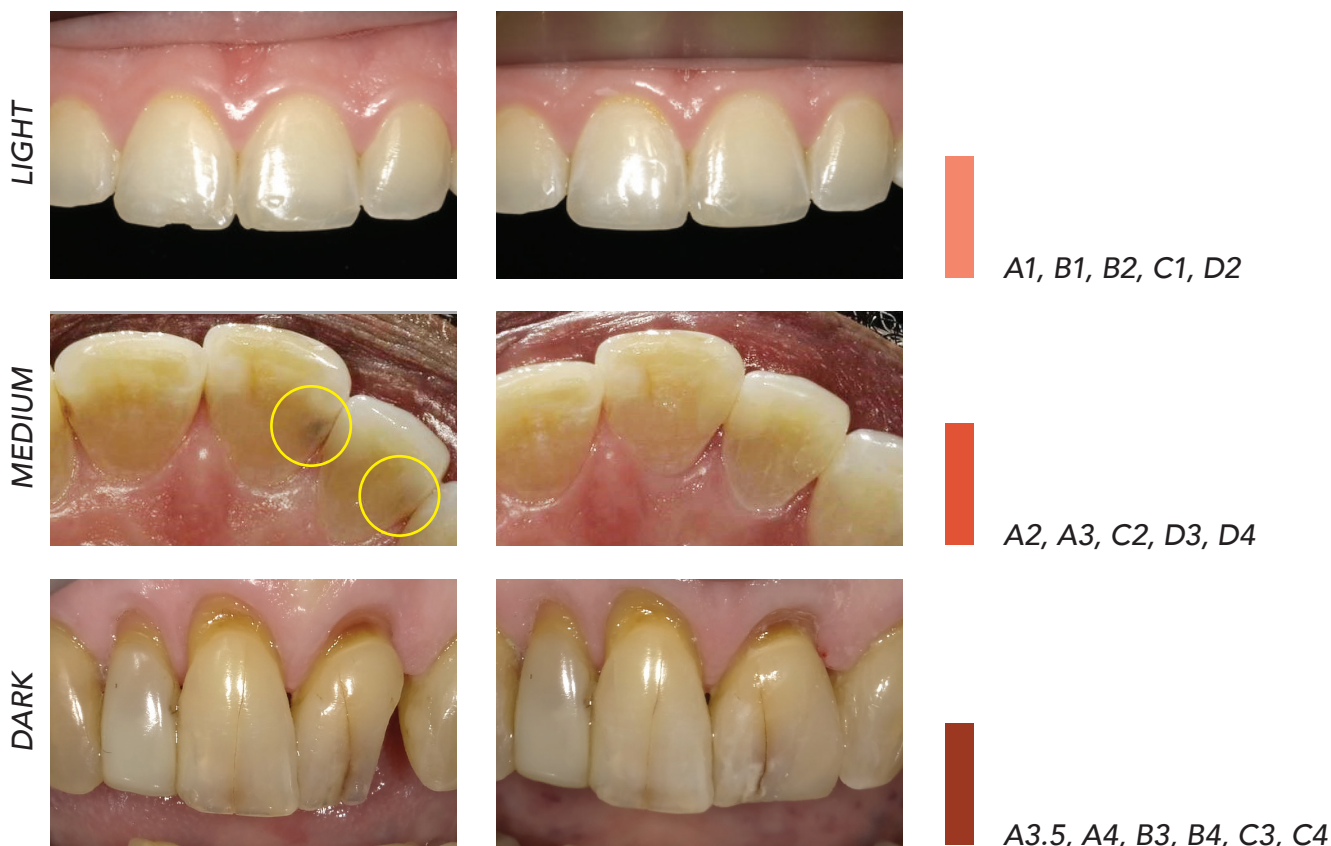 LIGHT
A1, B1, B2, C1, D2
MEDIUM
A2, A3, C2, D3, D4
DARK
A3.5, A4, B3, B4, C3, C4